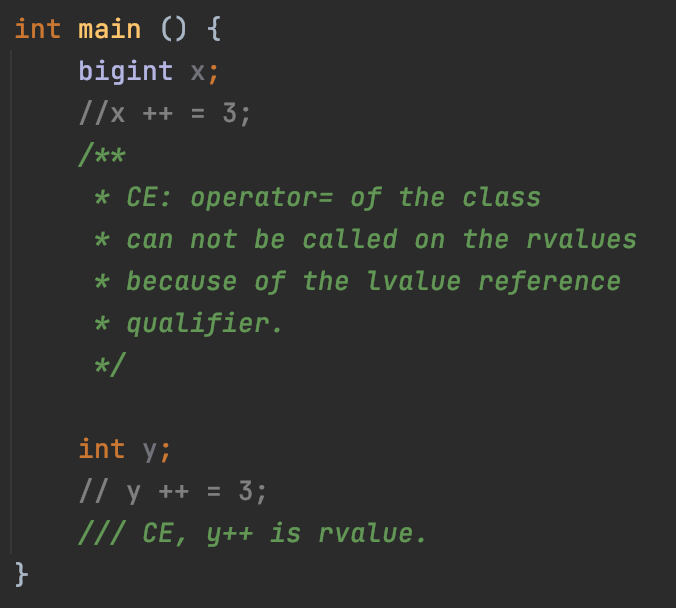 int main () {
    bigint x;
    //x ++ = 3;
    /**
     * CE: operator= of the class
     * can not be called on the rvalues
     * because of the lvalue reference
     * qualifier.
     */
    int y;
    // y ++ = 3;
    /// CE, y++ is rvalue.
}